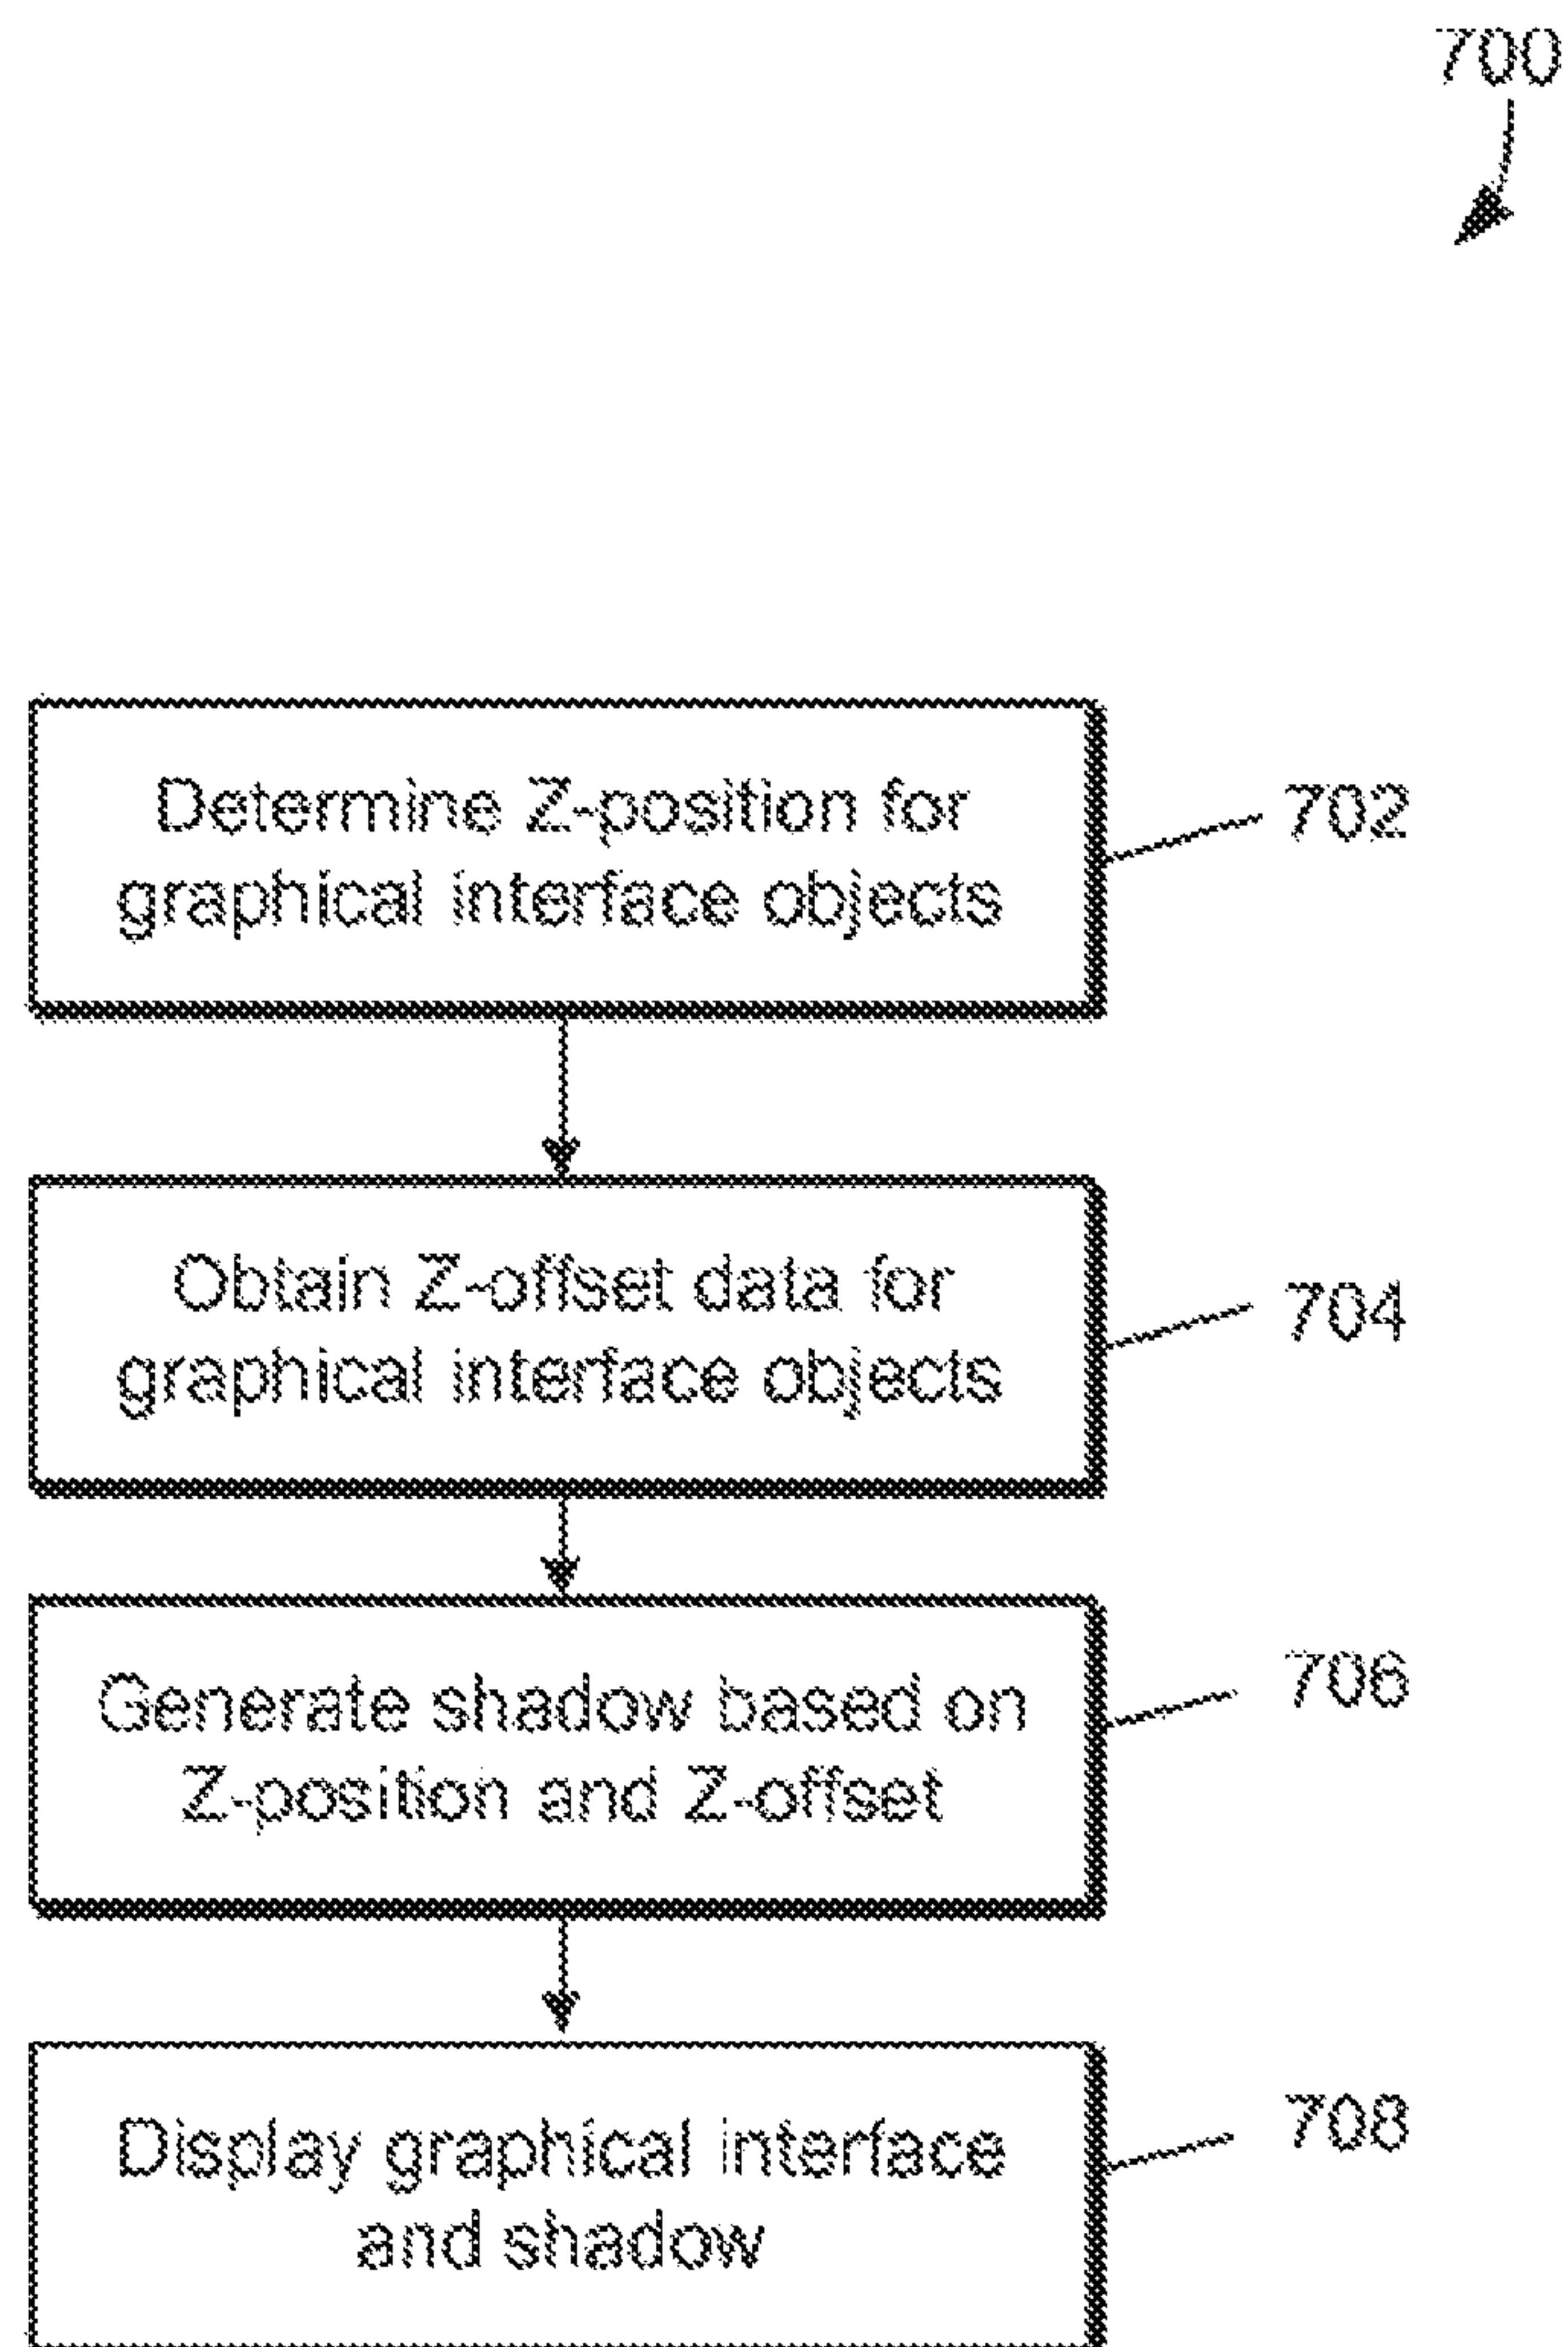 700
Determine Z-position for
graphical interface objects
702
Obtain Z-offset data for
graphical interface objects
704
Generate shadow based on
Z-position and Z-offset
706
Display graphical interface
and shadow
708